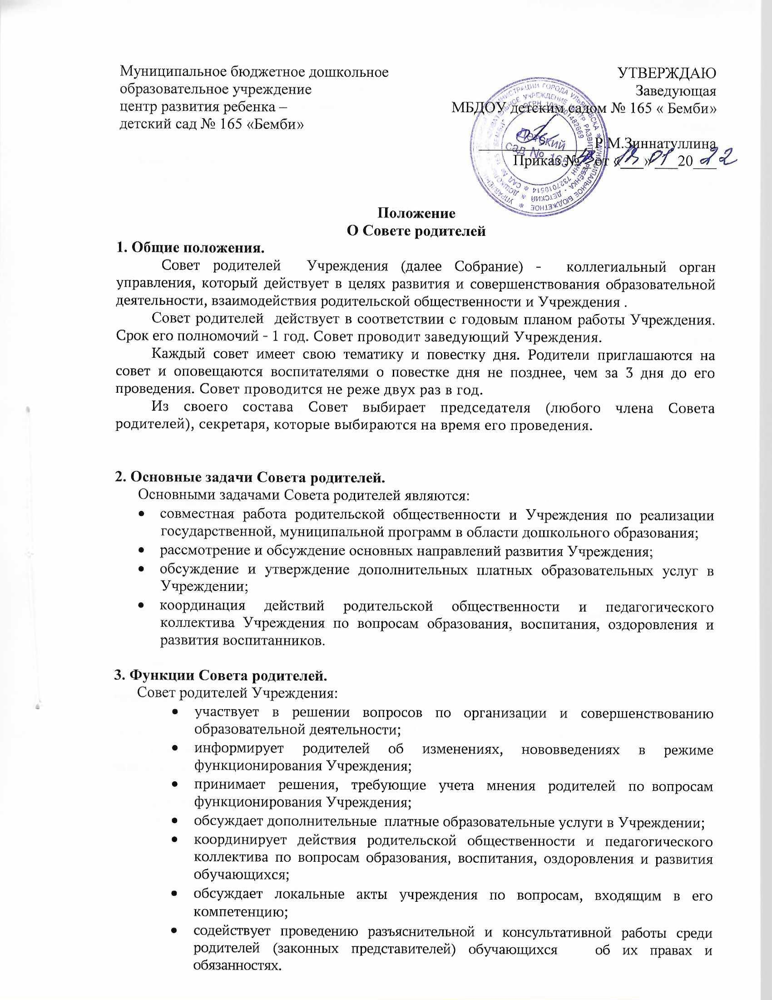 Муниципальное бюджетное дошкольное
образовательное учреждение
центр развития ребенка –
детский сад № 165 «Бемби»
УТВЕРЖДАЮ
Заведующая
МБДОУ детским садом № 165 « Бемби»
Р.М.Зиннатуллина
Приказ № от « » 01 20 22
Детский
сад № 165
Положение
О Совете родителей
1. Общие положения.
Совет родителей Учреждения (далее Собрание) - коллегиальный орган
управления, который действует в целях развития и совершенствования образовательной
деятельности, взаимодействия родительской общественности и Учреждения .
Совет родителей действует в соответствии с годовым планом работы Учреждения.
Срок его полномочий - 1 год. Совет проводит заведующий Учреждения.
Каждый совет имеет свою тематику и повестку дня. Родители приглашаются на
совет и оповещаются воспитателями о повестке дня не позднее, чем за 3 дня до его
проведения. Совет проводится не реже двух раз в год.
Из своего состава Совет выбирает председателя (любого члена Совета
родителей), секретаря, которые выбираются на время его проведения.
2. Основные задачи Совета родителей.
Основными задачами Совета родителей являются:
• совместная работа родительской общественности и Учреждения по реализации
государственной, муниципальной программ в области дошкольного образования;
• рассмотрение и обсуждение основных направлений развития Учреждения;
• обсуждение и утверждение дополнительных платных образовательных услуг в
Учреждении;
• координация действий родительской общественности и педагогического
коллектива Учреждения по вопросам образования, воспитания, оздоровления и
развития воспитанников.
3. Функции Совета родителей.
Совет родителей Учреждения:
• участвует в решении вопросов по организации и совершенствованию
образовательной деятельности;
• информирует родителей об изменениях, нововведениях в режиме
функционирования Учреждения;
• принимает решения, требующие учета мнения родителей по вопросам
функционирования Учреждения;
• обсуждает дополнительные платные образовательные услуги в Учреждении;
• координирует действия родительской общественности и педагогического
коллектива по вопросам образования, воспитания, оздоровления и развития
обучающихся;
• обсуждает локальные акты учреждения по вопросам, входящим в его
компетенцию;
• содействует проведению разъяснительной и консультативной работы среди
родителей (законных представителей) обучающихся об их правах и
обязанностях.